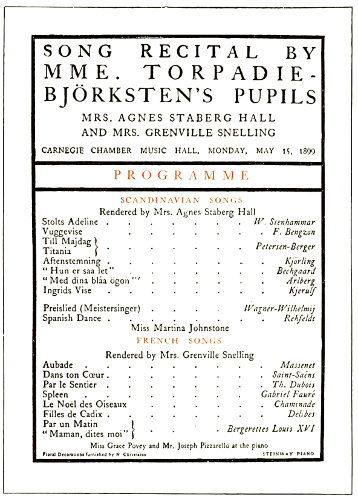 SONG RECITAL BY
MME. TORPADIE-
BJÖRKSTEN'S PUPILS
MRS. AGNES STABERG HALL
AND MRS. GRENVILLE SNELLING
CARNEGIE CHAMBER MUSIC HALL, MONDAY, MAY 15, 1899
PROGRAMME
SCANDINAVIAN SONGS
Rendered by Mrs. Agnes Staberg Hall
Stolts Adeline . . . . . . . W. Stenhammar
Vuggevise . . . . . . . F. Bengzon
Till Majdag }
Titania } . . . . . . . Petersen-Berger
Aftenstemning . . . . . . . Kjörling
"Hun er saa let" . . . . . . . Bechgaard
"Med dina blåa ögon" . . . . . . . Arlberg
Ingrids Vise . . . . . . . Kjerulf
Preislied (Meistersinger) . . . . . Wagner-Wilhelmij
Spanish Dance . . . . . . . Rehfeldt
Miss Martina Johnstone
FRENCH SONGS
Rendered by Mrs. Grenville Snelling
Aubade . . . . . . . Massenet
Dans ton Cœur . . . . . . . Saint-Saëns
Par le Sentier . . . . . . . Th. Dubois
Spleen . . . . . . . Gabriel Fauré
Le Noel des Oiseaux . . . . . . . Chaminade
Filles de Cadix . . . . . . . Delibes
Par un Matin }
"Maman, dites moi" } . . . . . Bergerettes Louis XVI
Miss Grace Povey and Mr. Joseph Pizzarello at the piano
Floral Decorations furnished by N. Christatos
STEINWAY PIANO